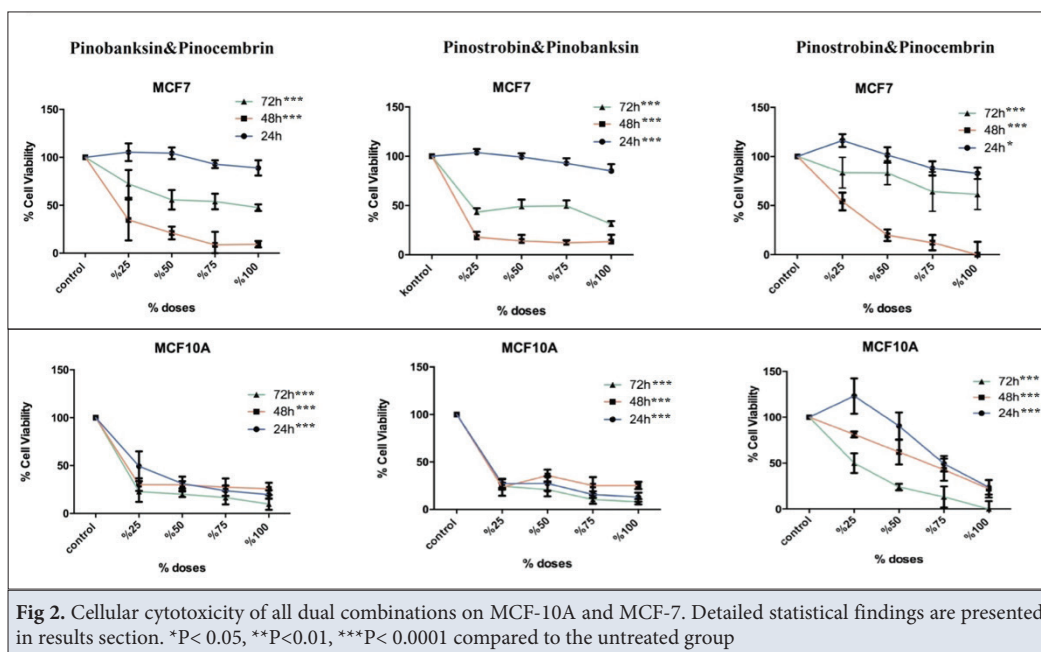 Pinobanksin&Pinocembrin
Pinostrobin&Pinobanksin
Pinostrobin&Pinocembrin
MCF7
150
100
50
0
% Cell Viability
72h***
48h***
24h
control
%25
%50
%75
%100
% doses
MCF7
150
100
50
0
% Cell Viability
72h***
48h***
24h***
kontrol
%25
%50
%75
%100
% doses
MCF7
150
100
50
0
% Cell Viability
72h***
48h***
24h*
control
%25
%50
%75
%100
% doses
MCF10A
150
100
50
0
% Cell Viability
72h***
48h***
24h***
control
%25
%50
%75
%100
% doses
MCF10A
150
100
50
0
% Cell Viability
72h***
48h***
24h***
control
%25
%50
%75
%100
% doses
MCF10A
150
100
50
0
% Cell Viability
72h***
48h***
24h***
control
%25
%50
%75
%100
% doses
Fig 2. Cellular cytotoxicity of all dual combinations on MCF-10A and MCF-7. Detailed statistical findings are presented
in results section. *P< 0.05, **P<0.01, ***P< 0.0001 compared to the untreated group